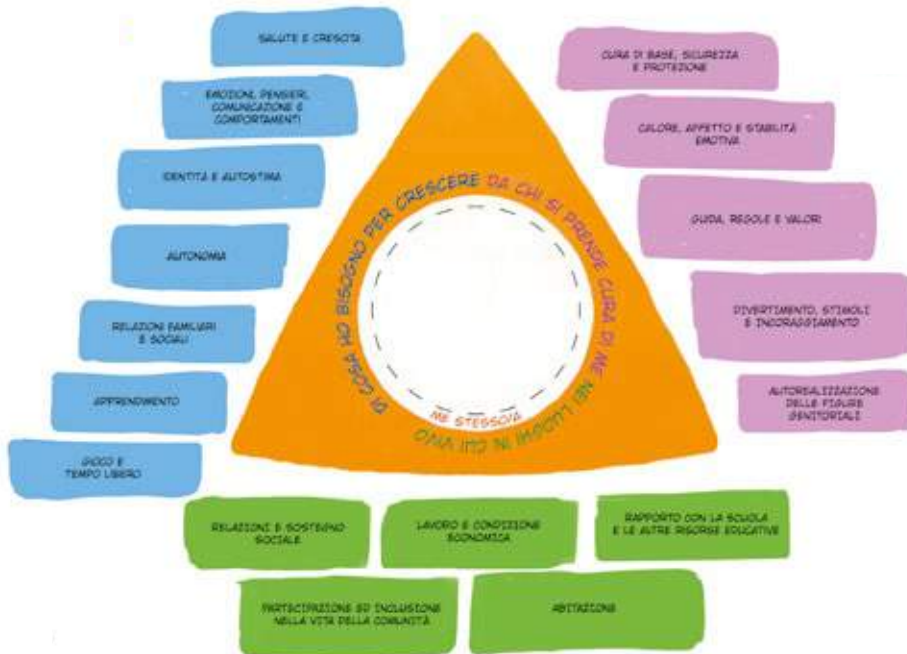 SALUTE E CRESCITA
EMOZIONI, PENSIERI,
COMUNICAZIONE E
COMPORTAMENTI
IDENTITÀ E AUTOSTIMA
AUTONOMIA
RELAZIONI FAMILIARI
E SOCIALI
APPRENDIMENTO
GIOCO E
TEMPO LIBERO
CURA DI BASE, SICUREZZA
E PROTEZIONE
CALORE, AFFETTO E STABILITÀ
EMOTIVA
GUIDA, REGOLE E VALORI
DIVERTIMENTO, STIMOLI
E INCORAGGIAMENTO
AUTOREALIZZAZIONE
DELLE FIGURE
GENITORIALI
DI COSA HO BISOGNO PER CRESCERE
DA CHI SI PRENDE CURA DI ME
NEI LUOGHI IN CUI VIVO
ME STESSO/A
RELAZIONI E SOSTEGNO
SOCIALE
LAVORO E CONDIZIONE
ECONOMICA
RAPPORTO CON LA SCUOLA
E LE ALTRE RISORSE EDUCATIVE
PARTECIPAZIONE ED INCLUSIONE
NELLA VITA DELLA COMUNITÀ
ABITAZIONE